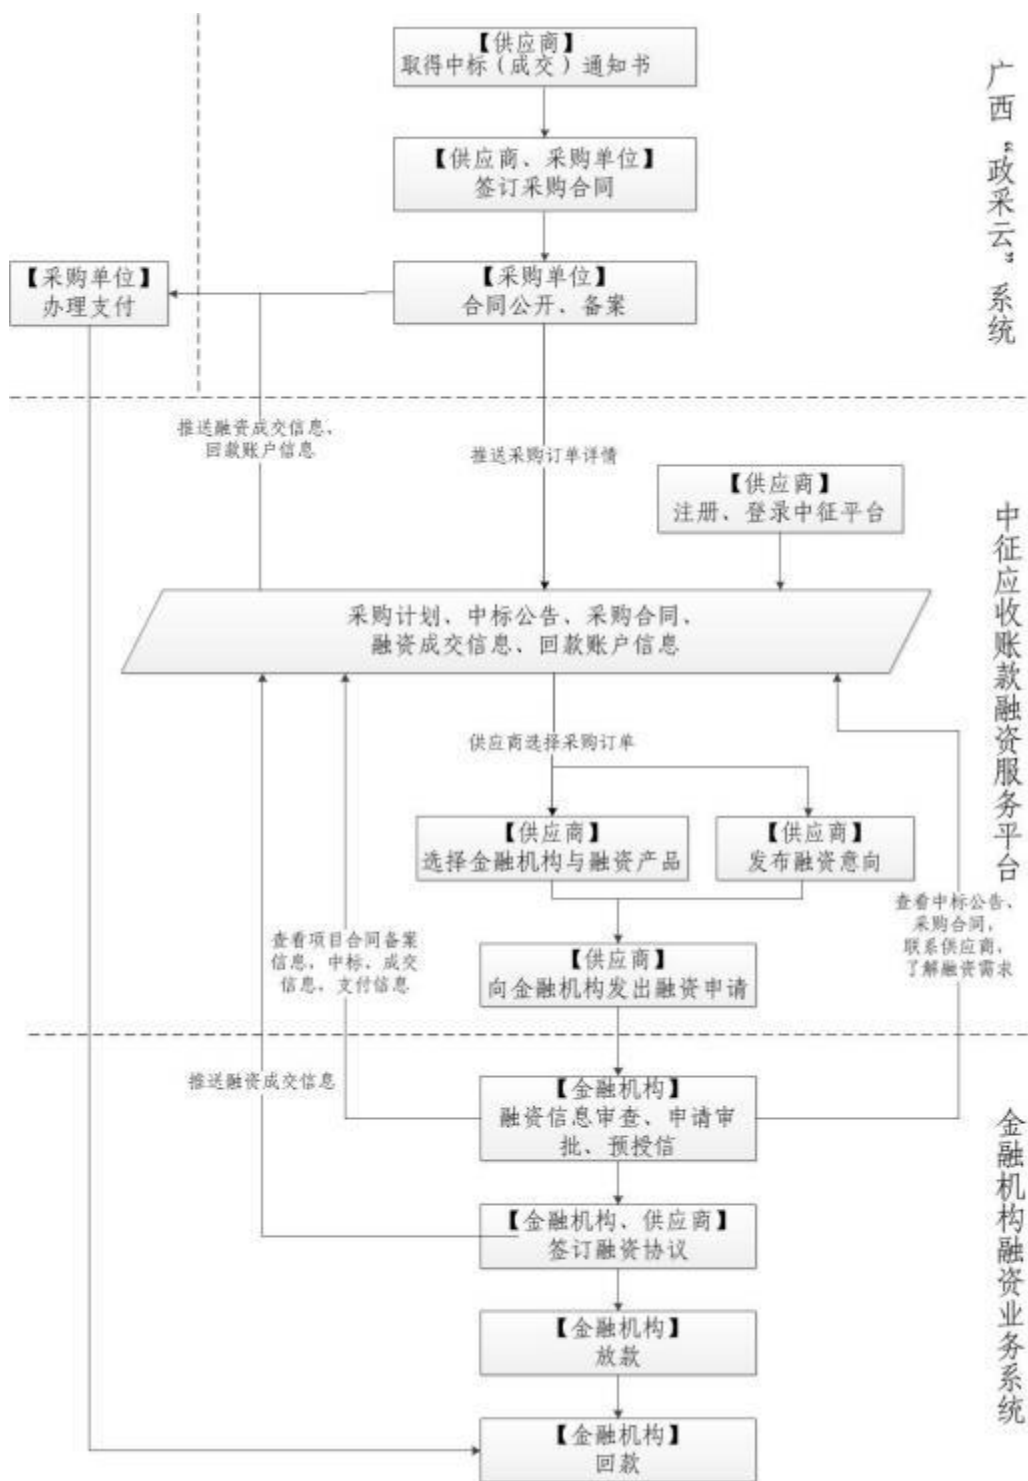 【供应商】
取得中标（成交）通知书
广西“政采云”系统
【供应商、采购单位】
签订采购合同
【采购单位】
办理支付
【采购单位】
合同公开、备案
推送融资成交信息、
回款账户信息
推送采购订单详情
【供应商】
注册、登录中征平台
中征应收账款融资服务平台
采购计划、中标公告、采购合同、
融资成交信息、回款账户信息
供应商选择采购订单
【供应商】
选择金融机构与融资产品
【供应商】
发布融资意向
查看中标公告、
采购合同，
联系供应商，
了解融资需求
查看项目合同备案
信息，中标、成交
信息，支付信息
【供应商】
向金融机构发出融资申请
推送融资成交信息
【金融机构】
融资信息审查、申请审
批、预授信
金融机构融资业务系统
【金融机构、供应商】
签订融资协议
【金融机构】
放款
【金融机构】
回款